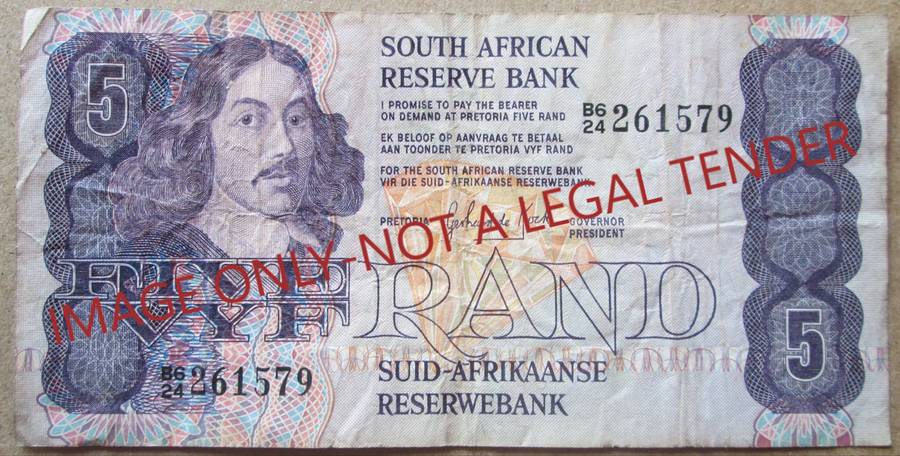 5
SOUTH AFRICAN
RESERVE BANK
I PROMISE TO PAY THE BEARER
ON DEMAND AT PRETORIA FIVE RAND
B6
24 261579
EK BELOOF OP AANVRAAG TE BETAAL
AAN TOONDER TE PRETORIA VYF RAND
FOR THE SOUTH AFRICAN RESERVE BANK
VIR DIE SUID-AFRIKAANSE RESERWEBANK
PRETORIA
GOVERNOR
PRESIDENT
IMAGE ONLY-NOT A LEGAL TENDER
FIVE
VYF
RAND
B6
24 261579
SUID-AFRIKAANSE
RESERWEBANK
5